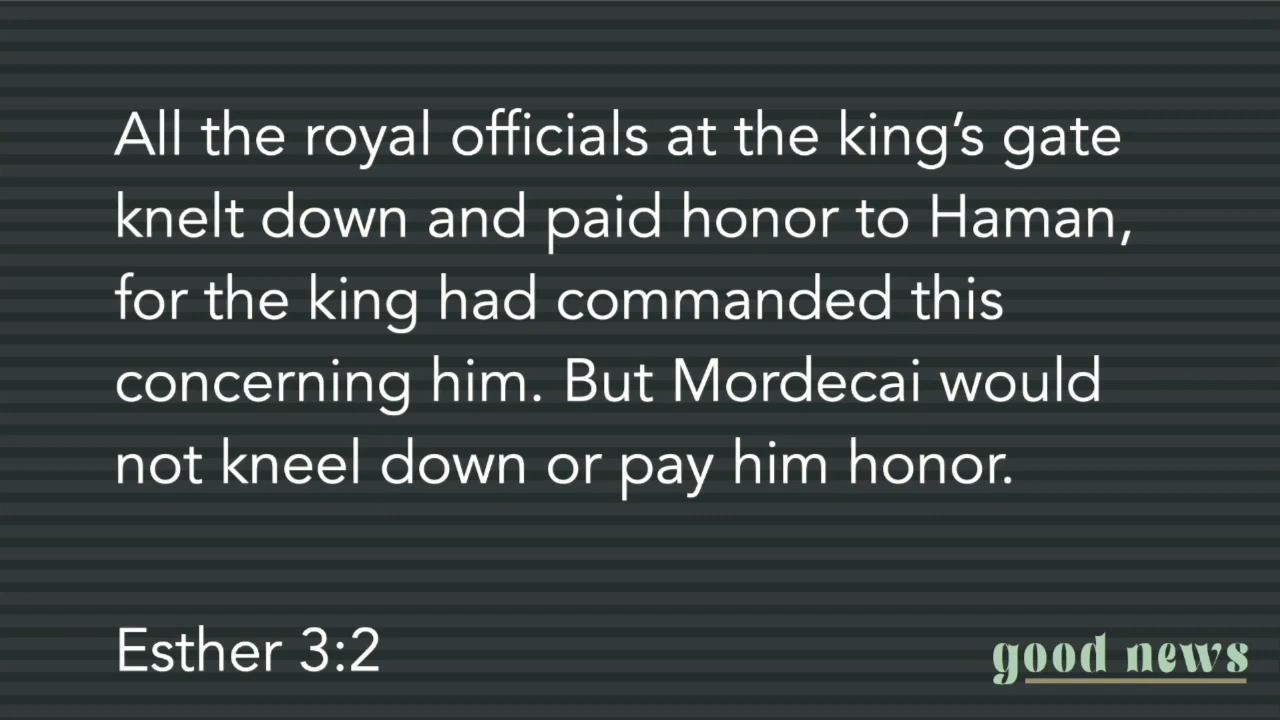 All the royal officials at the king’s gate
knelt down and paid honor to Haman,
for the king had commanded this
concerning him. But Mordecai would
not kneel down or pay him honor.
Esther 3:2
good news